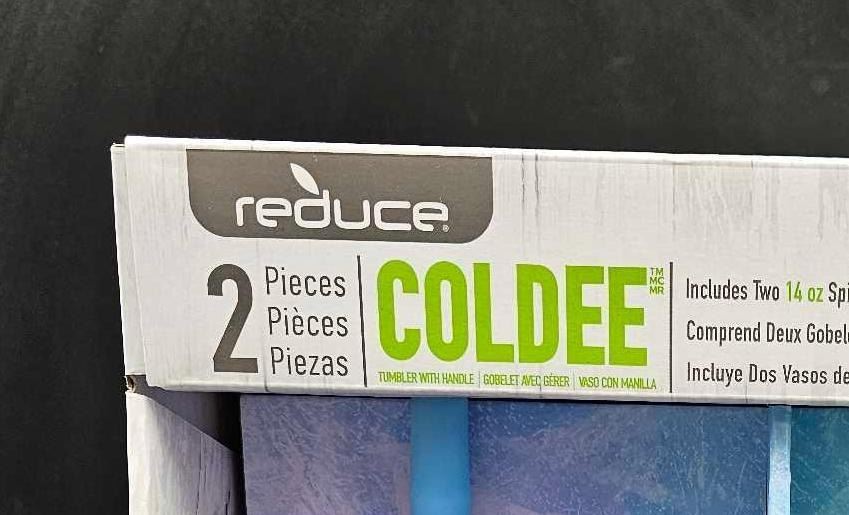 reduce®
2 Pieces
Pièces
Piezas
COLDEE ™ MC MR
TUMBLER WITH HANDLE | GOBELET AVEC GÉRER | VASO CON MANILLA
Includes Two 14 oz
Comprend Deux
Incluye Dos Vasos de